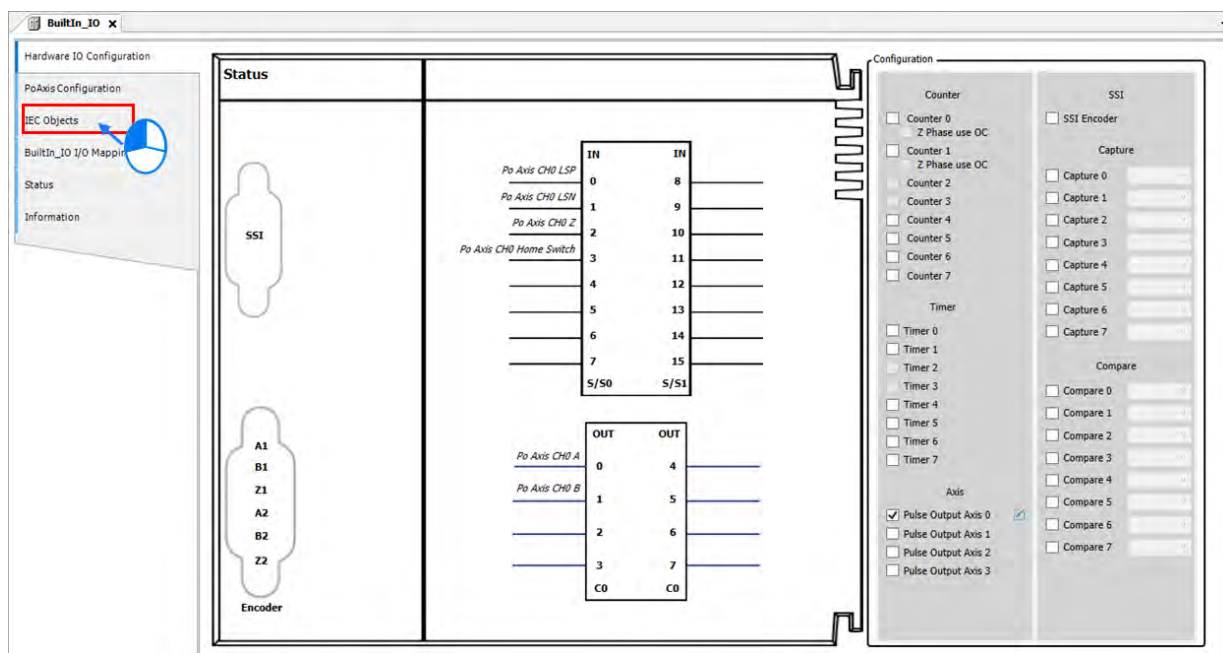 BuiltIn_IO x
Hardware IO Configuration
PoAxis Configuration
IEC Objects
BuiltIn_IO I/O Mappin
Status
Information
Status
SSI
A1
B1
Z1
A2
B2
Z2
Encoder
IN IN
Po Axis CH0 LSP 0 8
Po Axis CH0 LSN 1 9
Po Axis CH0 Z 2 10
Po Axis CH0 Home Switch 3 11
4 12
5 13
6 14
7 15
S/S0 S/S1
OUT OUT
Po Axis CH0 A 0 4
Po Axis CH0 B 1 5
2 6
3 7
C0 C0
Configuration
Counter
Counter 0
Z Phase use OC
Counter 1
Z Phase use OC
Counter 2
Counter 3
Counter 4
Counter 5
Counter 6
Counter 7
Timer
Timer 0
Timer 1
Timer 2
Timer 3
Timer 4
Timer 5
Timer 6
Timer 7
Axis
Pulse Output Axis 0
Pulse Output Axis 1
Pulse Output Axis 2
Pulse Output Axis 3
SSI
SSI Encoder
Capture
Capture 0
Capture 1
Capture 2
Capture 3
Capture 4
Capture 5
Capture 6
Capture 7
Compare
Compare 0
Compare 1
Compare 2
Compare 3
Compare 4
Compare 5
Compare 6
Compare 7